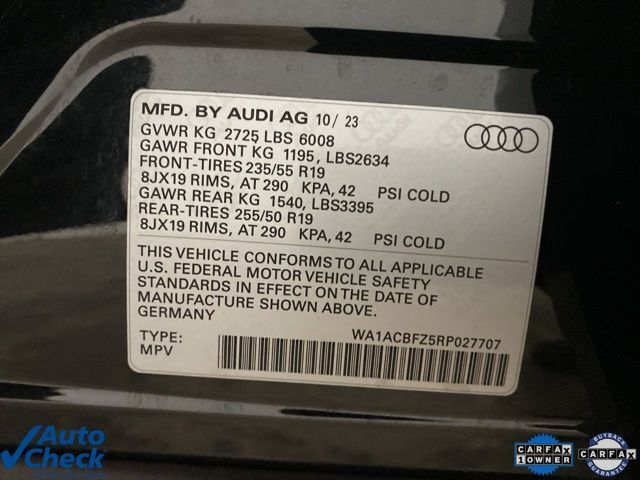 MFD. BY AUDI AG 10/ 23
GVWR KG 2725 LBS 6008
GAWR FRONT KG 1195, LBS2634
FRONT-TIRES 235/55 R19
8JX19 RIMS, AT 290 KPA, 42 PSI COLD
GAWR REAR KG 1540, LBS3395
REAR-TIRES 255/50 R19
8JX19 RIMS, AT 290 KPA, 42 PSI COLD
THIS VEHICLE CONFORMS TO ALL APPLICABLE
U.S. FEDERAL MOTOR VEHICLE SAFETY
STANDARDS IN EFFECT ON THE DATE OF
MANUFACTURE SHOWN ABOVE.
GERMANY
TYPE: WA1ACBFZ5RP027707
MPV
Auto
Check
CARFAX
1 OWNER
BUYBACK
CARFAX
GUARANTEE